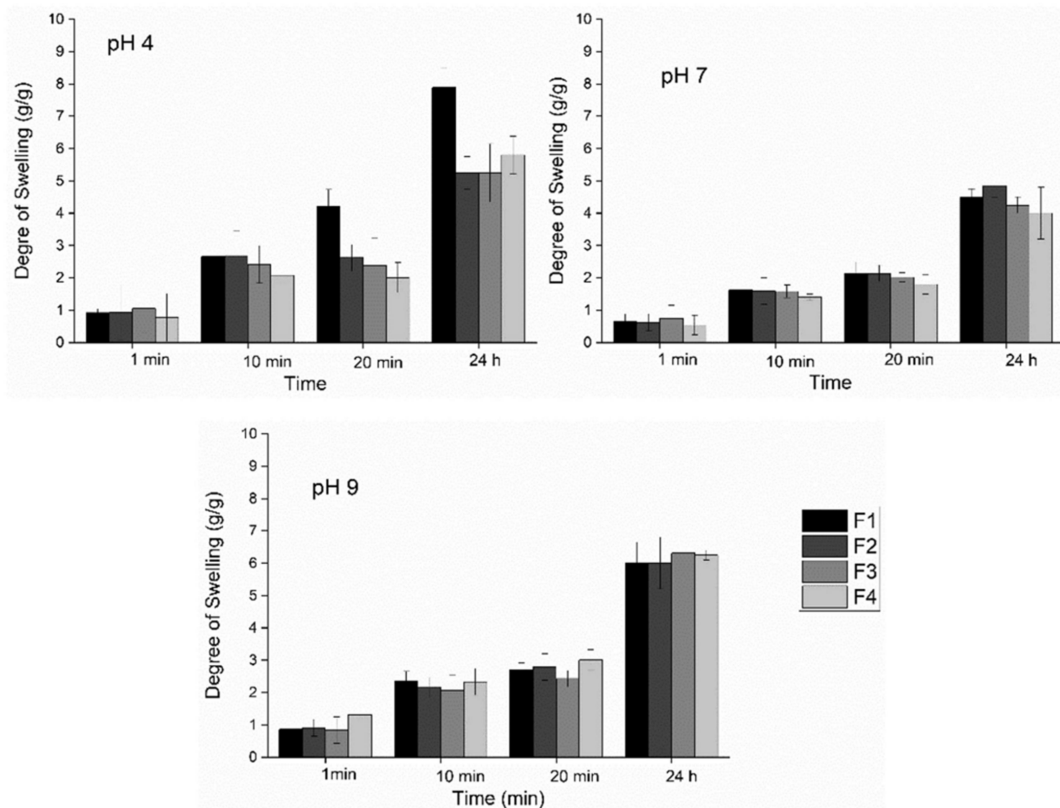 pH 4
Degree of Swelling (g/g)
10
9
8
7
6
5
4
3
2
1
0
1 min
10 min
20 min
24 h
Time
pH 7
Degree of Swelling (g/g)
10
9
8
7
6
5
4
3
2
1
0
1 min
10 min
20 min
24 h
Time
pH 9
Degree of Swelling (g/g)
10
9
8
7
6
5
4
3
2
1
0
1min
10 min
20 min
24 h
Time (min)
F1
F2
F3
F4